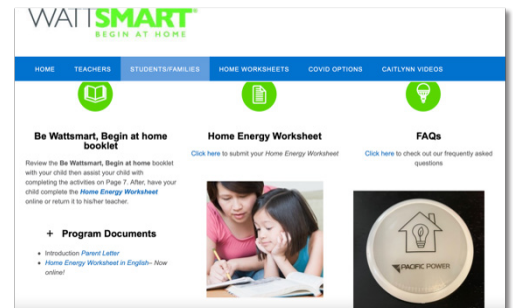 WATTSMART®
BEGIN AT HOME
HOME TEACHERS STUDENTS/FAMILIES HOME WORKSHEETS COVID OPTIONS CAITLYNN VIDEOS
Be Wattsmart, Begin at home
booklet
Review the Be Wattsmart, Begin at home booklet
with your child then assist your child with
completing the activities on Page 7. After, have your
child complete the Home Energy Worksheet
online or return it to his/her teacher.
+ Program Documents
• Introduction Parent Letter
• Home Energy Worksheet in English– Now
online!
Home Energy Worksheet
Click here to submit your Home Energy Worksheet
FAQs
Click here to check out our frequently asked
questions
PACIFIC POWER